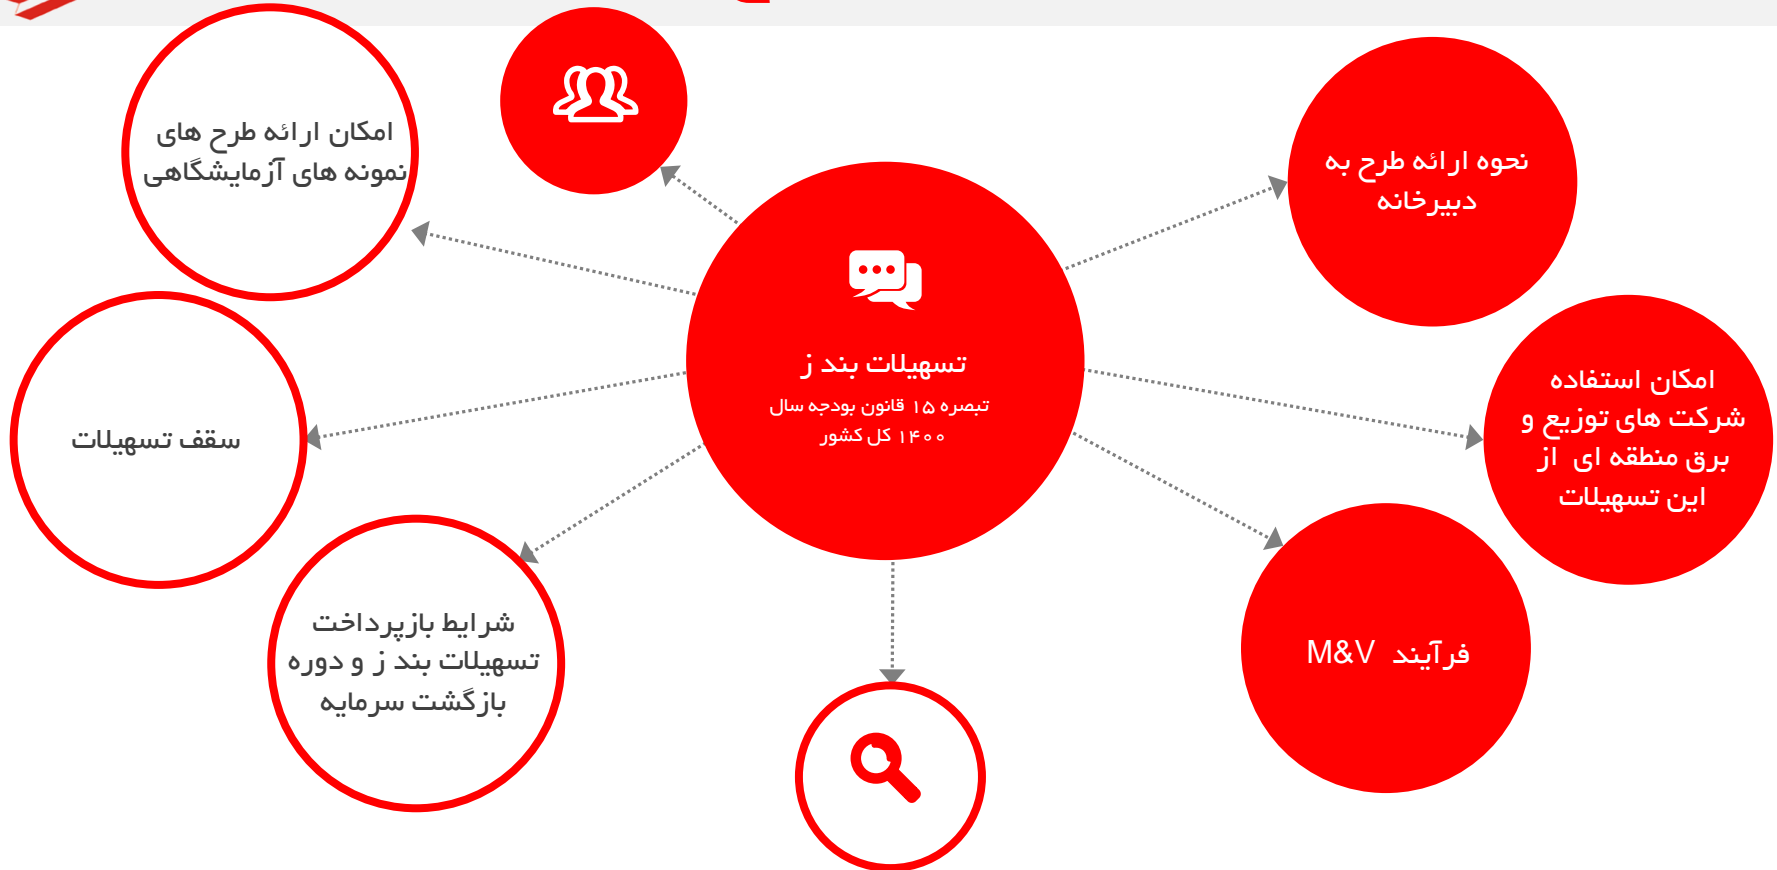 امکان ارائه طرح های
نمونه های آزمایشگاهی
نحوه ارائه طرح به
دبیرخانه
تسهیلات بند ز
تبصره ۱۵ قانون بودجه سال
۱۴۰۰ کل کشور
امکان استفاده
شرکت های توزیع و
برق منطقه ای از
این تسهیلات
سقف تسهیلات
شرایط بازپرداخت
تسهیلات بند ز و دوره
بازگشت سرمایه
فرآیند M&V